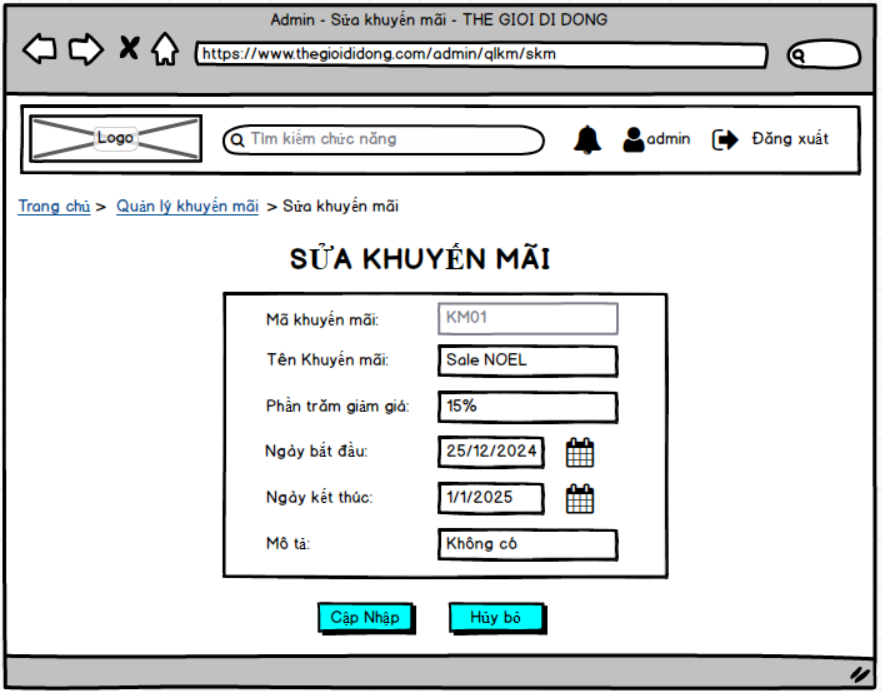 Admin - Sửa khuyến mãi - THE GIOI DI DONG
https://www.thegioididong.com/admin/qlkm/skm
Logo Tìm kiếm chức năng admin Đăng xuất
Trang chủ > Quản lý khuyến mãi > Sửa khuyến mãi
SỬA KHUYẾN MÃI
Mã khuyến mãi: KM01
Tên Khuyến mãi: Sale NOEL
Phần trăm giảm giá: 15%
Ngày bắt đầu: 25/12/2024
Ngày kết thúc: 1/1/2025
Mô tả: Không có
Cập Nhập Hủy bỏ